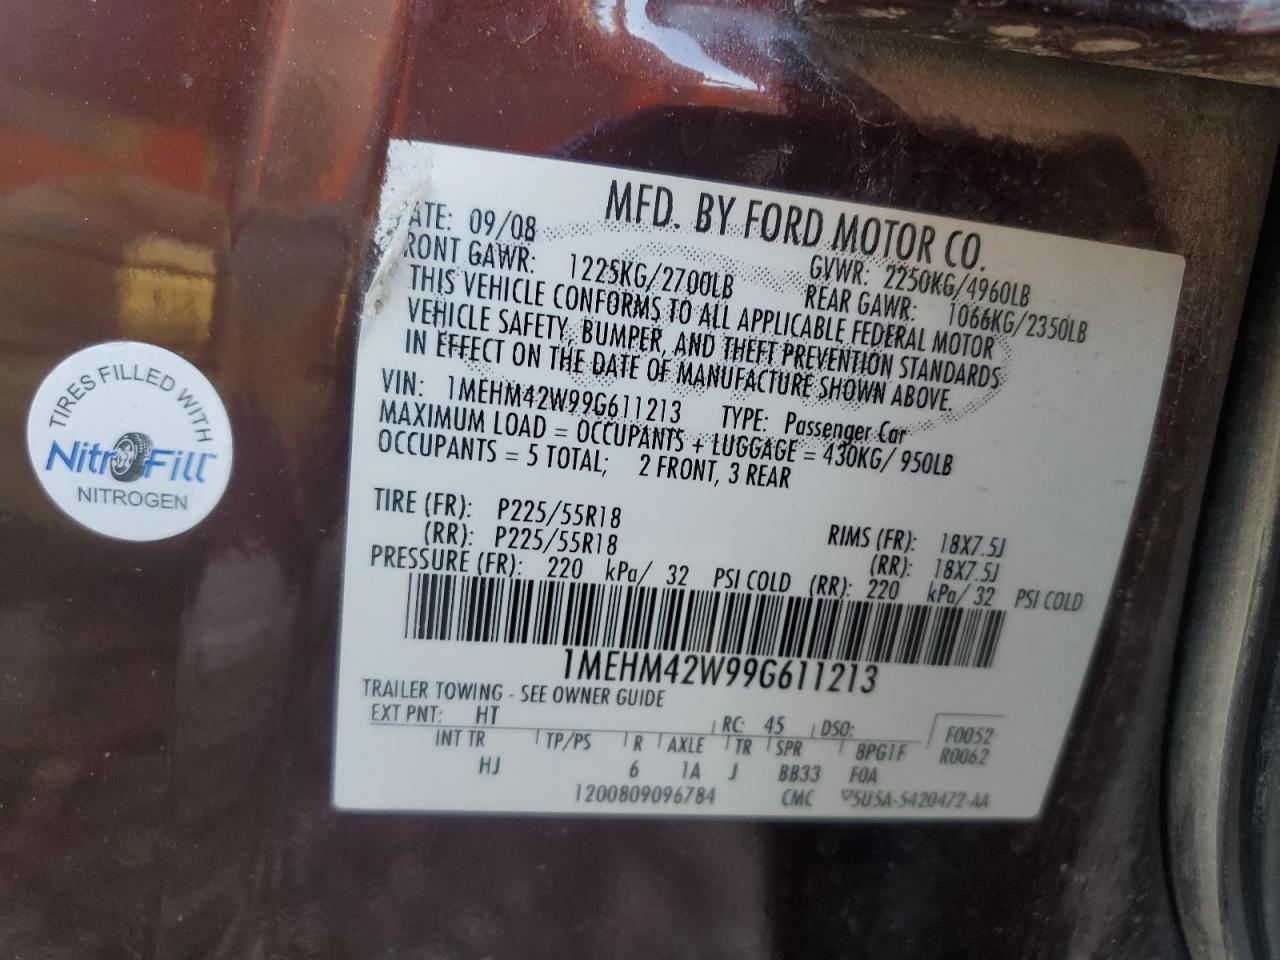 MFD. BY FORD MOTOR CO.
ATE: 09/08 GVWR: 2250KG/4960LB
RONT GAWR: 1225KG/2700LB REAR GAWR: 1066KG/2350LB
THIS VEHICLE CONFORMS TO ALL APPLICABLE FEDERAL MOTOR
VEHICLE SAFETY, BUMPER, AND THEFT PREVENTION STANDARDS
IN EFFECT ON THE DATE OF MANUFACTURE SHOWN ABOVE.
VIN: 1MEHM42W99G611213 TYPE: Passenger Car
MAXIMUM LOAD = OCCUPANTS + LUGGAGE = 430KG/ 950LB
OCCUPANTS = 5 TOTAL; 2 FRONT, 3 REAR
TIRE (FR): P225/55R18 RIMS (FR): 18X7.5J
(RR): P225/55R18 (RR): 18X7.5J
PRESSURE (FR): 220 kPa/ 32 PSI COLD (RR): 220 kPa/ 32 PSI COLD
1MEHM42W99G611213
TRAILER TOWING - SEE OWNER GUIDE
EXT PNT: HT RC: 45 DSO: F0052
INT TR TP/PS R AXLE TR SPR 8PG1F R0062
HJ 6 1A J BB33 F0A
1200809096784 CMC 5U5A-5420472-AA
TIRES FILLED WITH
NitroFill
NITROGEN